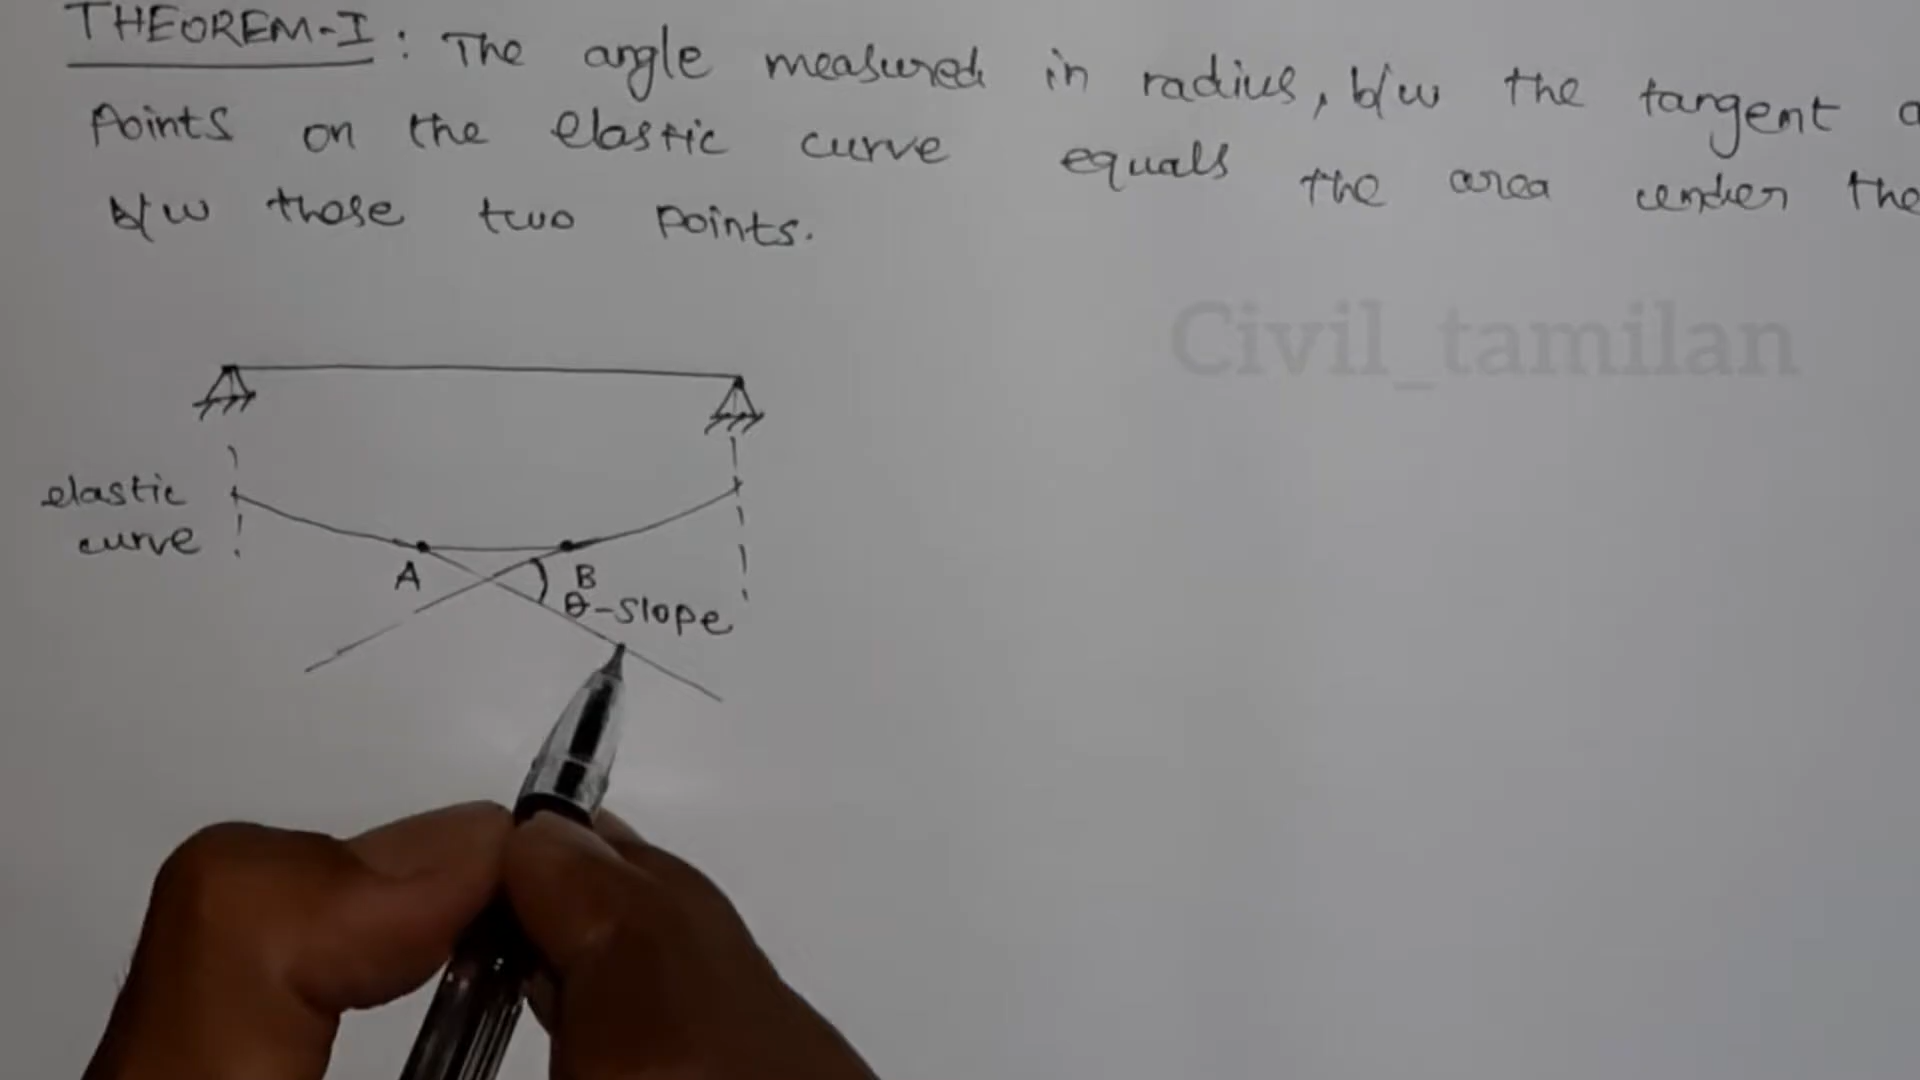 THEOREM-I : The angle measured in radius, b/w the tangent
Points on the elastic curve equals the area under the
b/w those two points.
Civil_tamilan
elastic
curve
A
B
θ-slope